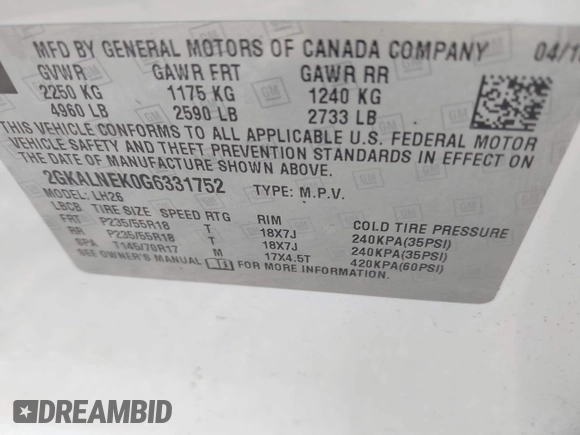 MFD BY GENERAL MOTORS OF CANADA COMPANY 04/16
GVWR GAWR FRT GAWR RR
2250 KG 1175 KG 1240 KG
4960 LB 2590 LB 2733 LB
THIS VEHICLE CONFORMS TO ALL APPLICABLE U.S. FEDERAL MOTOR
VEHICLE SAFETY AND THEFT PREVENTION STANDARDS IN EFFECT ON
THE DATE OF MANUFACTURE SHOWN ABOVE.
2GKALNEK0G6331752 TYPE: M.P.V.
MODEL: LH26
LBCB TIRE SIZE SPEED RTG RIM COLD TIRE PRESSURE
FRT P235/55R18 T 18X7J 240KPA(35PSI)
RR P235/55R18 T 18X7J 240KPA(35PSI)
SPA T145/70R17 M 17X4.5T 420KPA(60PSI)
SEE OWNER'S MANUAL FOR MORE INFORMATION.
GM
DREAMBID